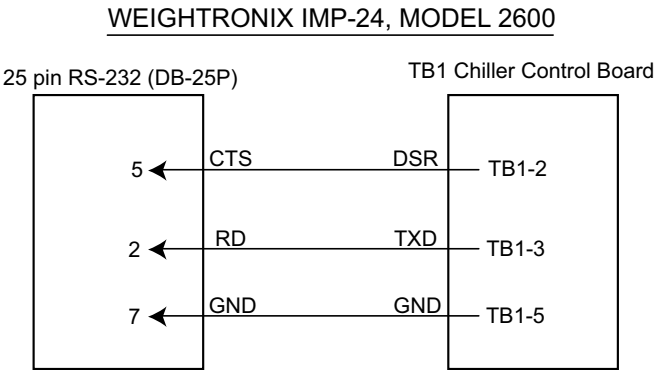 WEIGHTRONIX IMP-24, MODEL 2600
25 pin RS-232 (DB-25P)
TB1 Chiller Control Board
5 CTS DSR TB1-2
2 RD TXD TB1-3
7 GND GND TB1-5